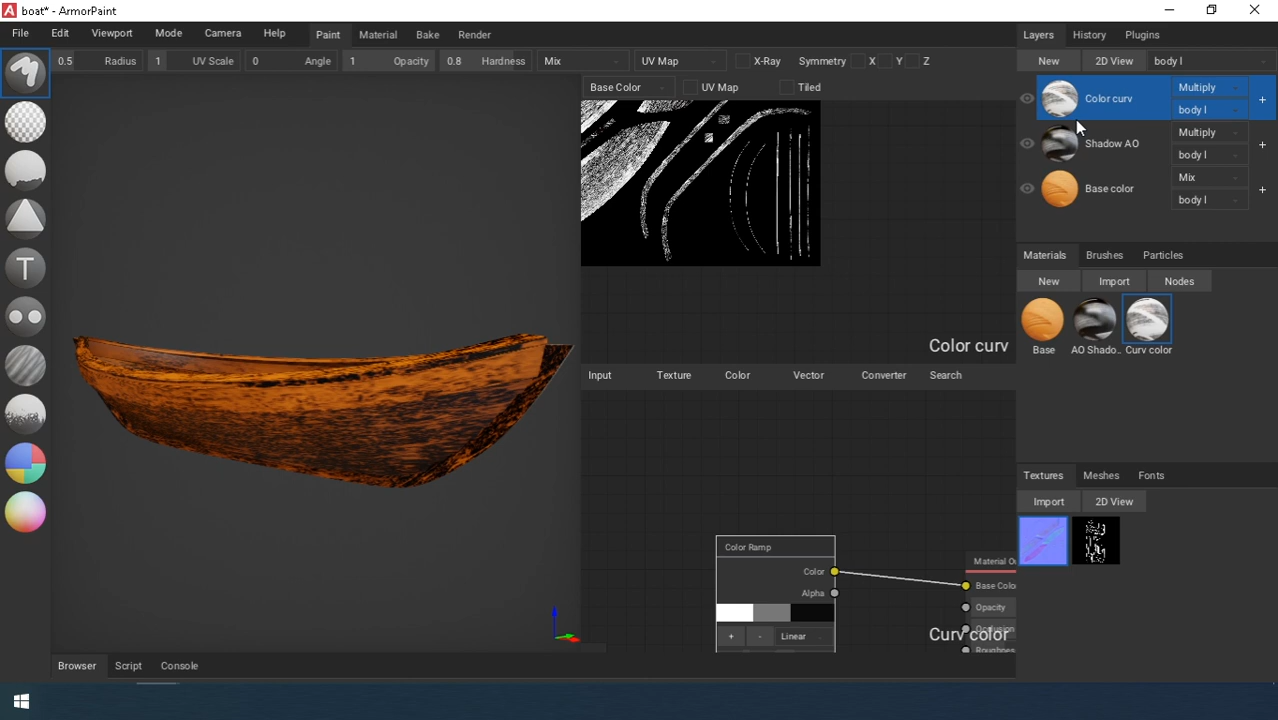 boat* - ArmorPaint
File Edit Viewport Mode Camera Help Paint Material Bake Render
Layers History Plugins
0.5 Radius 1 UV Scale 0 Angle 1 Opacity 0.8 Hardness Mix UV Map X-Ray Symmetry X Y Z
New 2D View body l
Base Color UV Map Tiled
Color curv Multiply
body l +
Shadow AO Multiply
body l +
Base color Mix
body l +
Color curv
Materials Brushes Particles
New Import Nodes
Base AO Shado.. Curv color
Input Texture Color Vector Converter Search
Textures Meshes Fonts
Import 2D View
T
Color Ramp
Color
Alpha
+ - Linear
Material Ou
Base Colo
Opacity
Occlusion
Roughness
Curv color
Browser Script Console